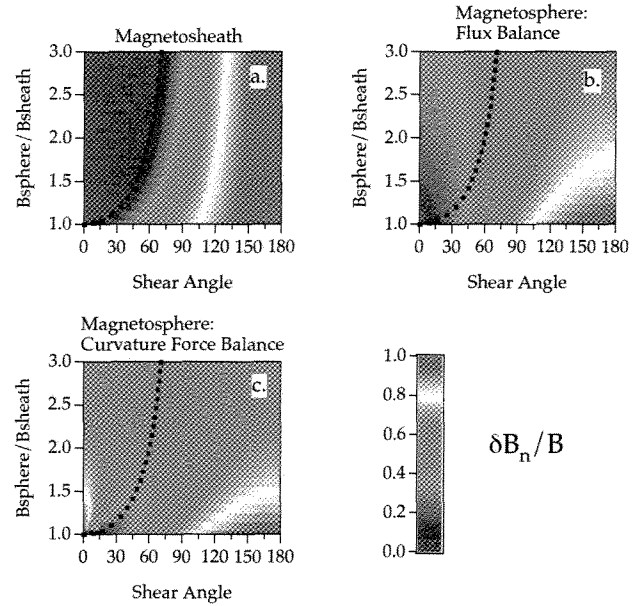 Magnetosheath
a.
Bsphere/Bsheath
3.0
2.5
2.0
1.5
1.0
0 30 60 90 120 150 180
Shear Angle
Magnetosphere:
Flux Balance
b.
Bsphere/Bsheath
3.0
2.5
2.0
1.5
1.0
0 30 60 90 120 150 180
Shear Angle
Magnetosphere:
Curvature Force Balance
c.
Bsphere/Bsheath
3.0
2.5
2.0
1.5
1.0
0 30 60 90 120 150 180
Shear Angle
1.0
0.8
0.6
0.4
0.2
0.0
δBn/B